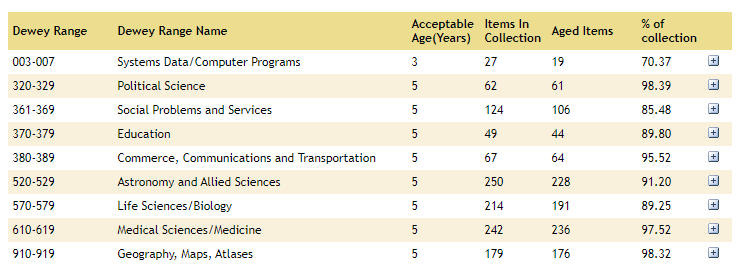 Dewey Range Dewey Range Name Acceptable Age(Years) Items In Collection Aged Items % of collection
003-007 Systems Data/Computer Programs 3 27 19 70.37
320-329 Political Science 5 62 61 98.39
361-369 Social Problems and Services 5 124 106 85.48
370-379 Education 5 49 44 89.80
380-389 Commerce, Communications and Transportation 5 67 64 95.52
520-529 Astronomy and Allied Sciences 5 250 228 91.20
570-579 Life Sciences/Biology 5 214 191 89.25
610-619 Medical Sciences/Medicine 5 242 236 97.52
910-919 Geography, Maps, Atlases 5 179 176 98.32